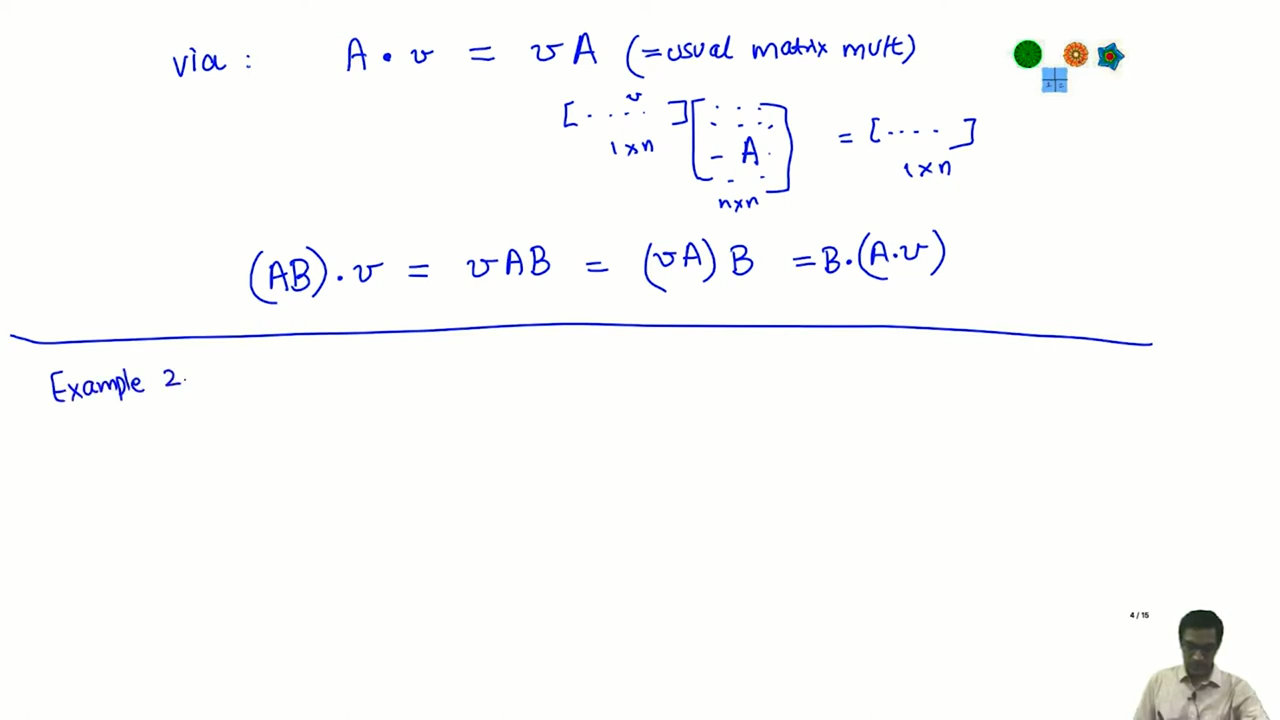 via : A · v = v A (= usual matrix mult)
v
[ . . . . . ] [ - A ] = [ . . . . ]
1 × n n×n 1 × n
(AB) · v = v AB = (vA) B = B · (A · v)
Example 2.
4 / 15